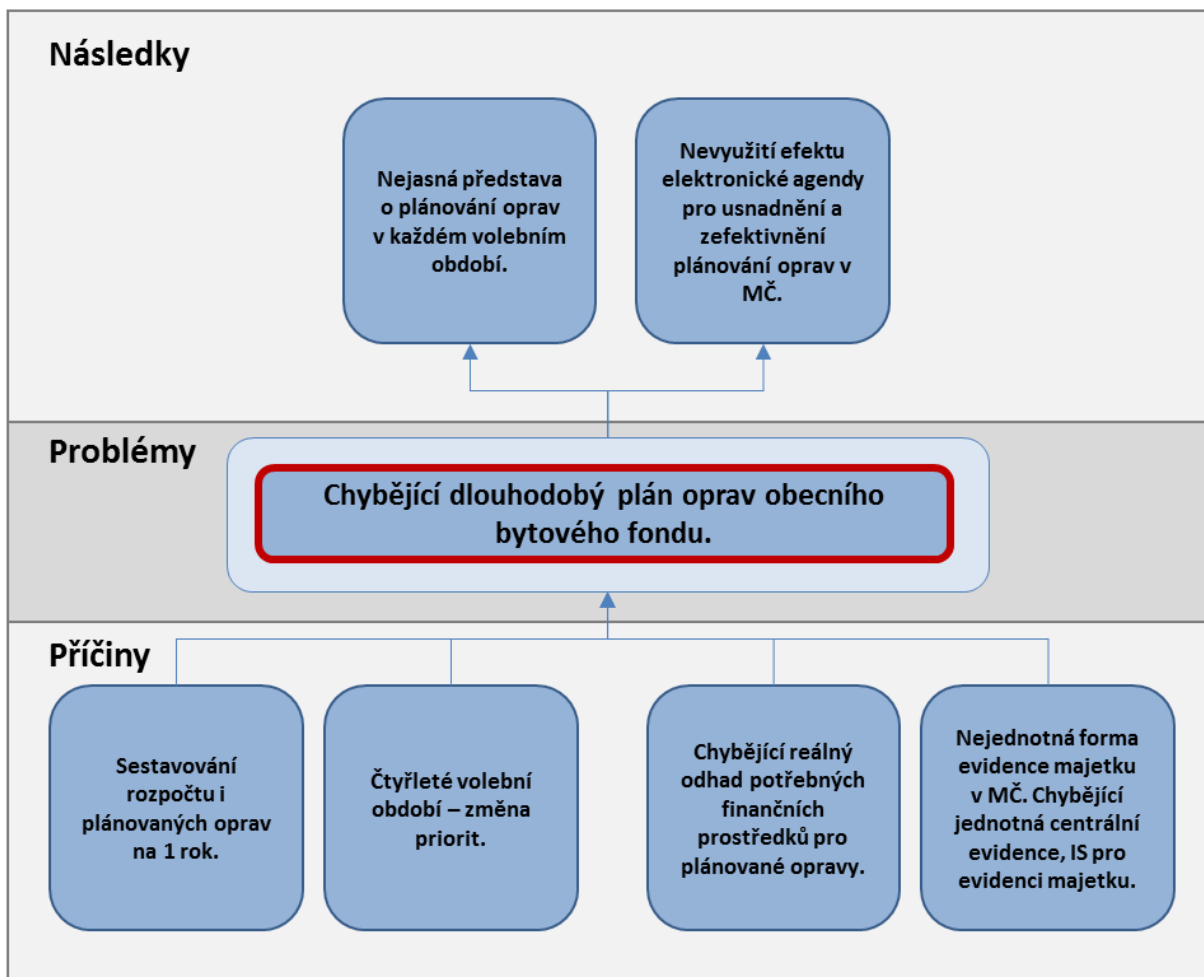 Následky
Nejasná představa
o plánování oprav
v každém volebním
období.
Nevyužití efektu
elektronické agendy
pro usnadnění a
zefektivnění
plánování oprav v
MČ.
Problémy
Chybějící dlouhodobý plán oprav obecního
bytového fondu.
Příčiny
Sestavování
rozpočtu i
plánovaných oprav
na 1 rok.
Čtyřleté volební
období – změna
priorit.
Chybějící reálný
odhad potřebných
finančních
prostředků pro
plánované opravy.
Nejednotná forma
evidence majetku
v MČ. Chybějící
jednotná centrální
evidence, IS pro
evidenci majetku.